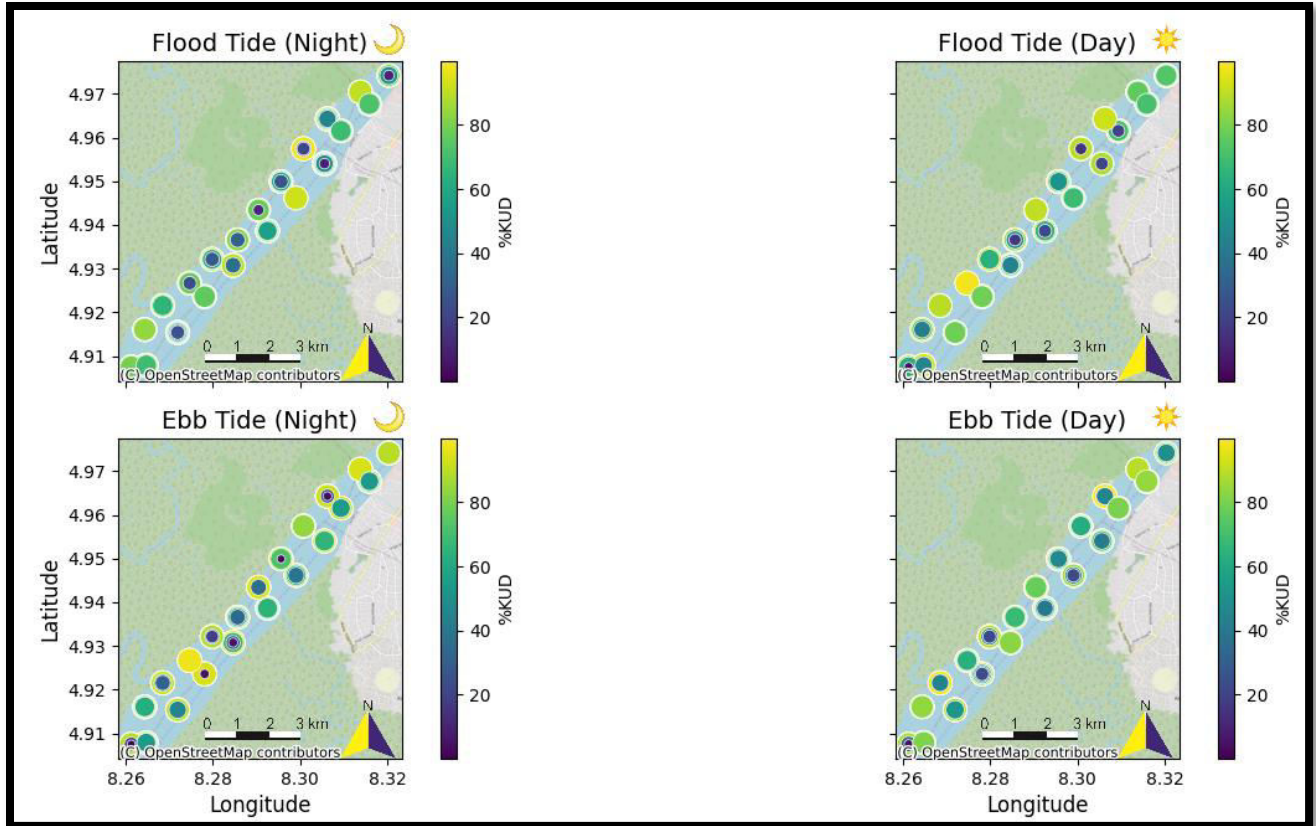 Flood Tide (Night)
Latitude
4.97
4.96
4.95
4.94
4.93
4.92
4.91
N
0 1 2 3 km
(C) OpenStreetMap contributors
80
60
40
20
%KUD
Flood Tide (Day)
N
0 1 2 3 km
(C) OpenStreetMap contributors
80
60
40
20
%KUD
Ebb Tide (Night)
Latitude
4.97
4.96
4.95
4.94
4.93
4.92
4.91
N
0 1 2 3 km
(C) OpenStreetMap contributors
8.26 8.28 8.30 8.32
Longitude
80
60
40
20
%KUD
Ebb Tide (Day)
N
0 1 2 3 km
(C) OpenStreetMap contributors
8.26 8.28 8.30 8.32
Longitude
80
60
40
20
%KUD